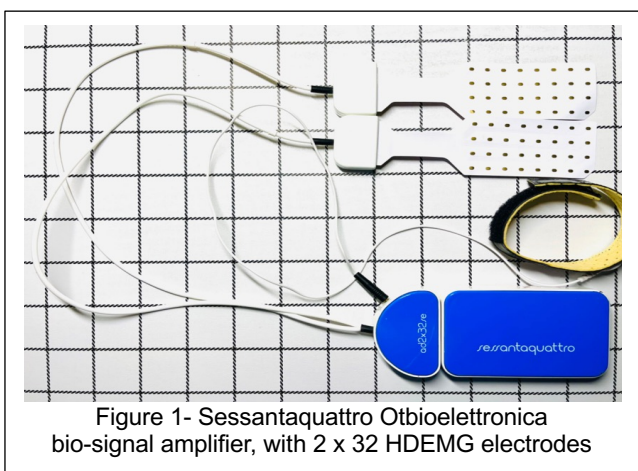 ad2x32se
sessantaquattro
Figure 1- Sessantaquattro Otbioelettronica
bio-signal amplifier, with 2 x 32 HDEMG electrodes